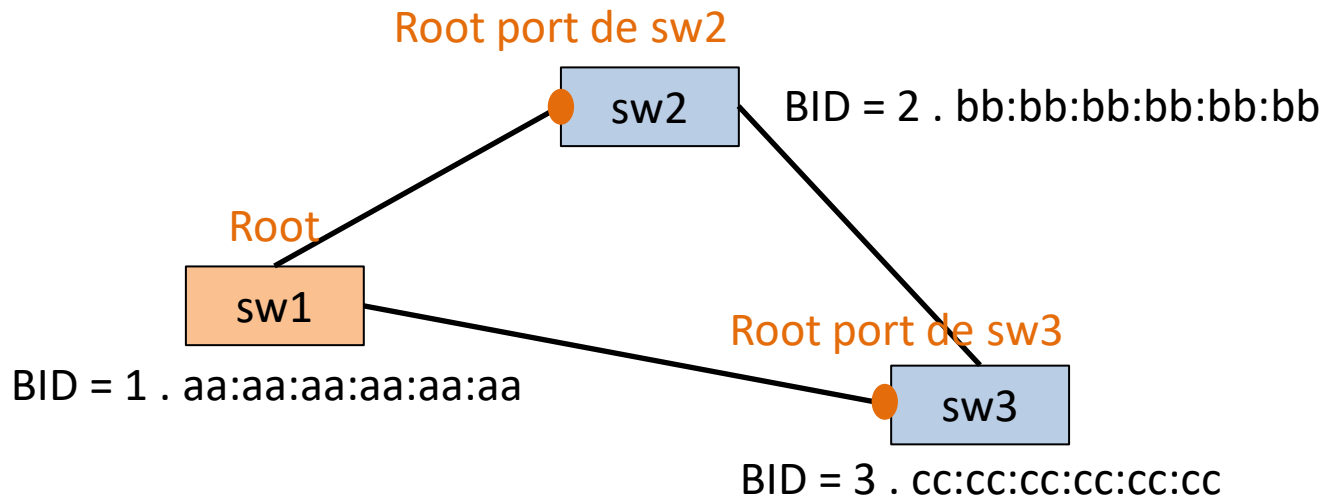 Root port de sw2
sw2
BID = 2 . bb:bb:bb:bb:bb:bb
Root
sw1
Root port de sw3
BID = 1 . aa:aa:aa:aa:aa:aa
sw3
BID = 3 . cc:cc:cc:cc:cc:cc